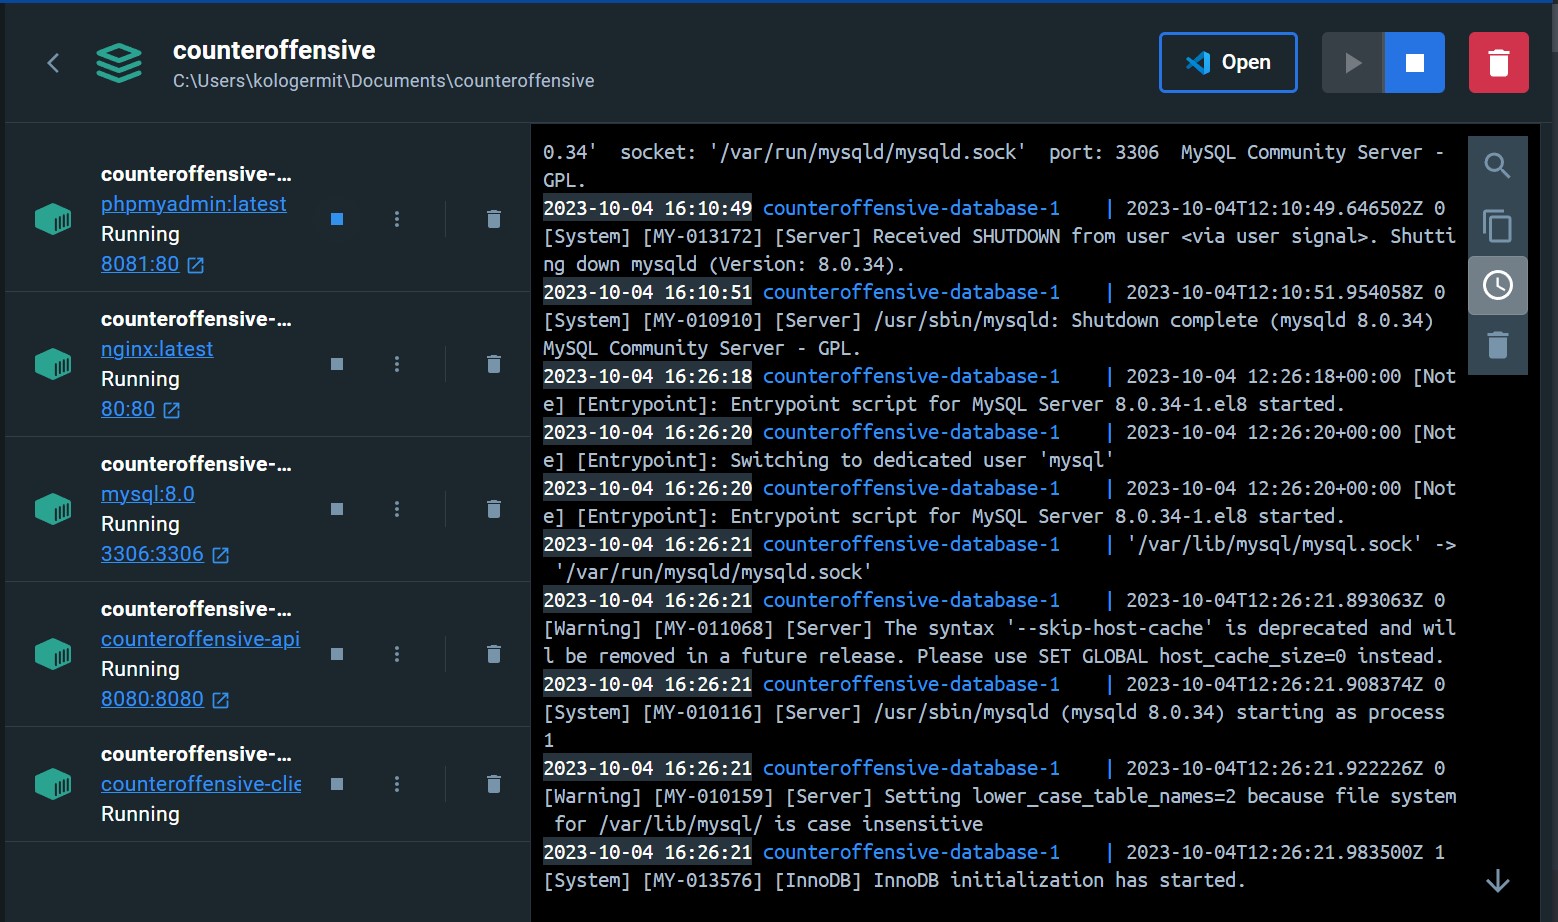 counteroffensive
C:\Users\kologermit\Documents\counteroffensive
Open
counteroffensive-...
phpmyadmin:latest
Running
8081:80
counteroffensive-...
nginx:latest
Running
80:80
counteroffensive-...
mysql:8.0
Running
3306:3306
counteroffensive-...
counteroffensive-api
Running
8080:8080
counteroffensive-...
counteroffensive-clie
Running
0.34'  socket: '/var/run/mysqld/mysqld.sock'  port: 3306  MySQL Community Server -
GPL.
2023-10-04 16:10:49 counteroffensive-database-1    | 2023-10-04T12:10:49.646502Z 0
[System] [MY-013172] [Server] Received SHUTDOWN from user <via user signal>. Shutti
ng down mysqld (Version: 8.0.34).
2023-10-04 16:10:51 counteroffensive-database-1    | 2023-10-04T12:10:51.954058Z 0
[System] [MY-010910] [Server] /usr/sbin/mysqld: Shutdown complete (mysqld 8.0.34)
MySQL Community Server - GPL.
2023-10-04 16:26:18 counteroffensive-database-1    | 2023-10-04 12:26:18+00:00 [Not
e] [Entrypoint]: Entrypoint script for MySQL Server 8.0.34-1.el8 started.
2023-10-04 16:26:20 counteroffensive-database-1    | 2023-10-04 12:26:20+00:00 [Not
e] [Entrypoint]: Switching to dedicated user 'mysql'
2023-10-04 16:26:20 counteroffensive-database-1    | 2023-10-04 12:26:20+00:00 [Not
e] [Entrypoint]: Entrypoint script for MySQL Server 8.0.34-1.el8 started.
2023-10-04 16:26:21 counteroffensive-database-1    | '/var/lib/mysql/mysql.sock' ->
 '/var/run/mysqld/mysqld.sock'
2023-10-04 16:26:21 counteroffensive-database-1    | 2023-10-04T12:26:21.893063Z 0
[Warning] [MY-011068] [Server] The syntax '--skip-host-cache' is deprecated and wil
l be removed in a future release. Please use SET GLOBAL host_cache_size=0 instead.
2023-10-04 16:26:21 counteroffensive-database-1    | 2023-10-04T12:26:21.908374Z 0
[System] [MY-010116] [Server] /usr/sbin/mysqld (mysqld 8.0.34) starting as process
1
2023-10-04 16:26:21 counteroffensive-database-1    | 2023-10-04T12:26:21.922226Z 0
[Warning] [MY-010159] [Server] Setting lower_case_table_names=2 because file system
 for /var/lib/mysql/ is case insensitive
2023-10-04 16:26:21 counteroffensive-database-1    | 2023-10-04T12:26:21.983500Z 1
[System] [MY-013576] [InnoDB] InnoDB initialization has started.